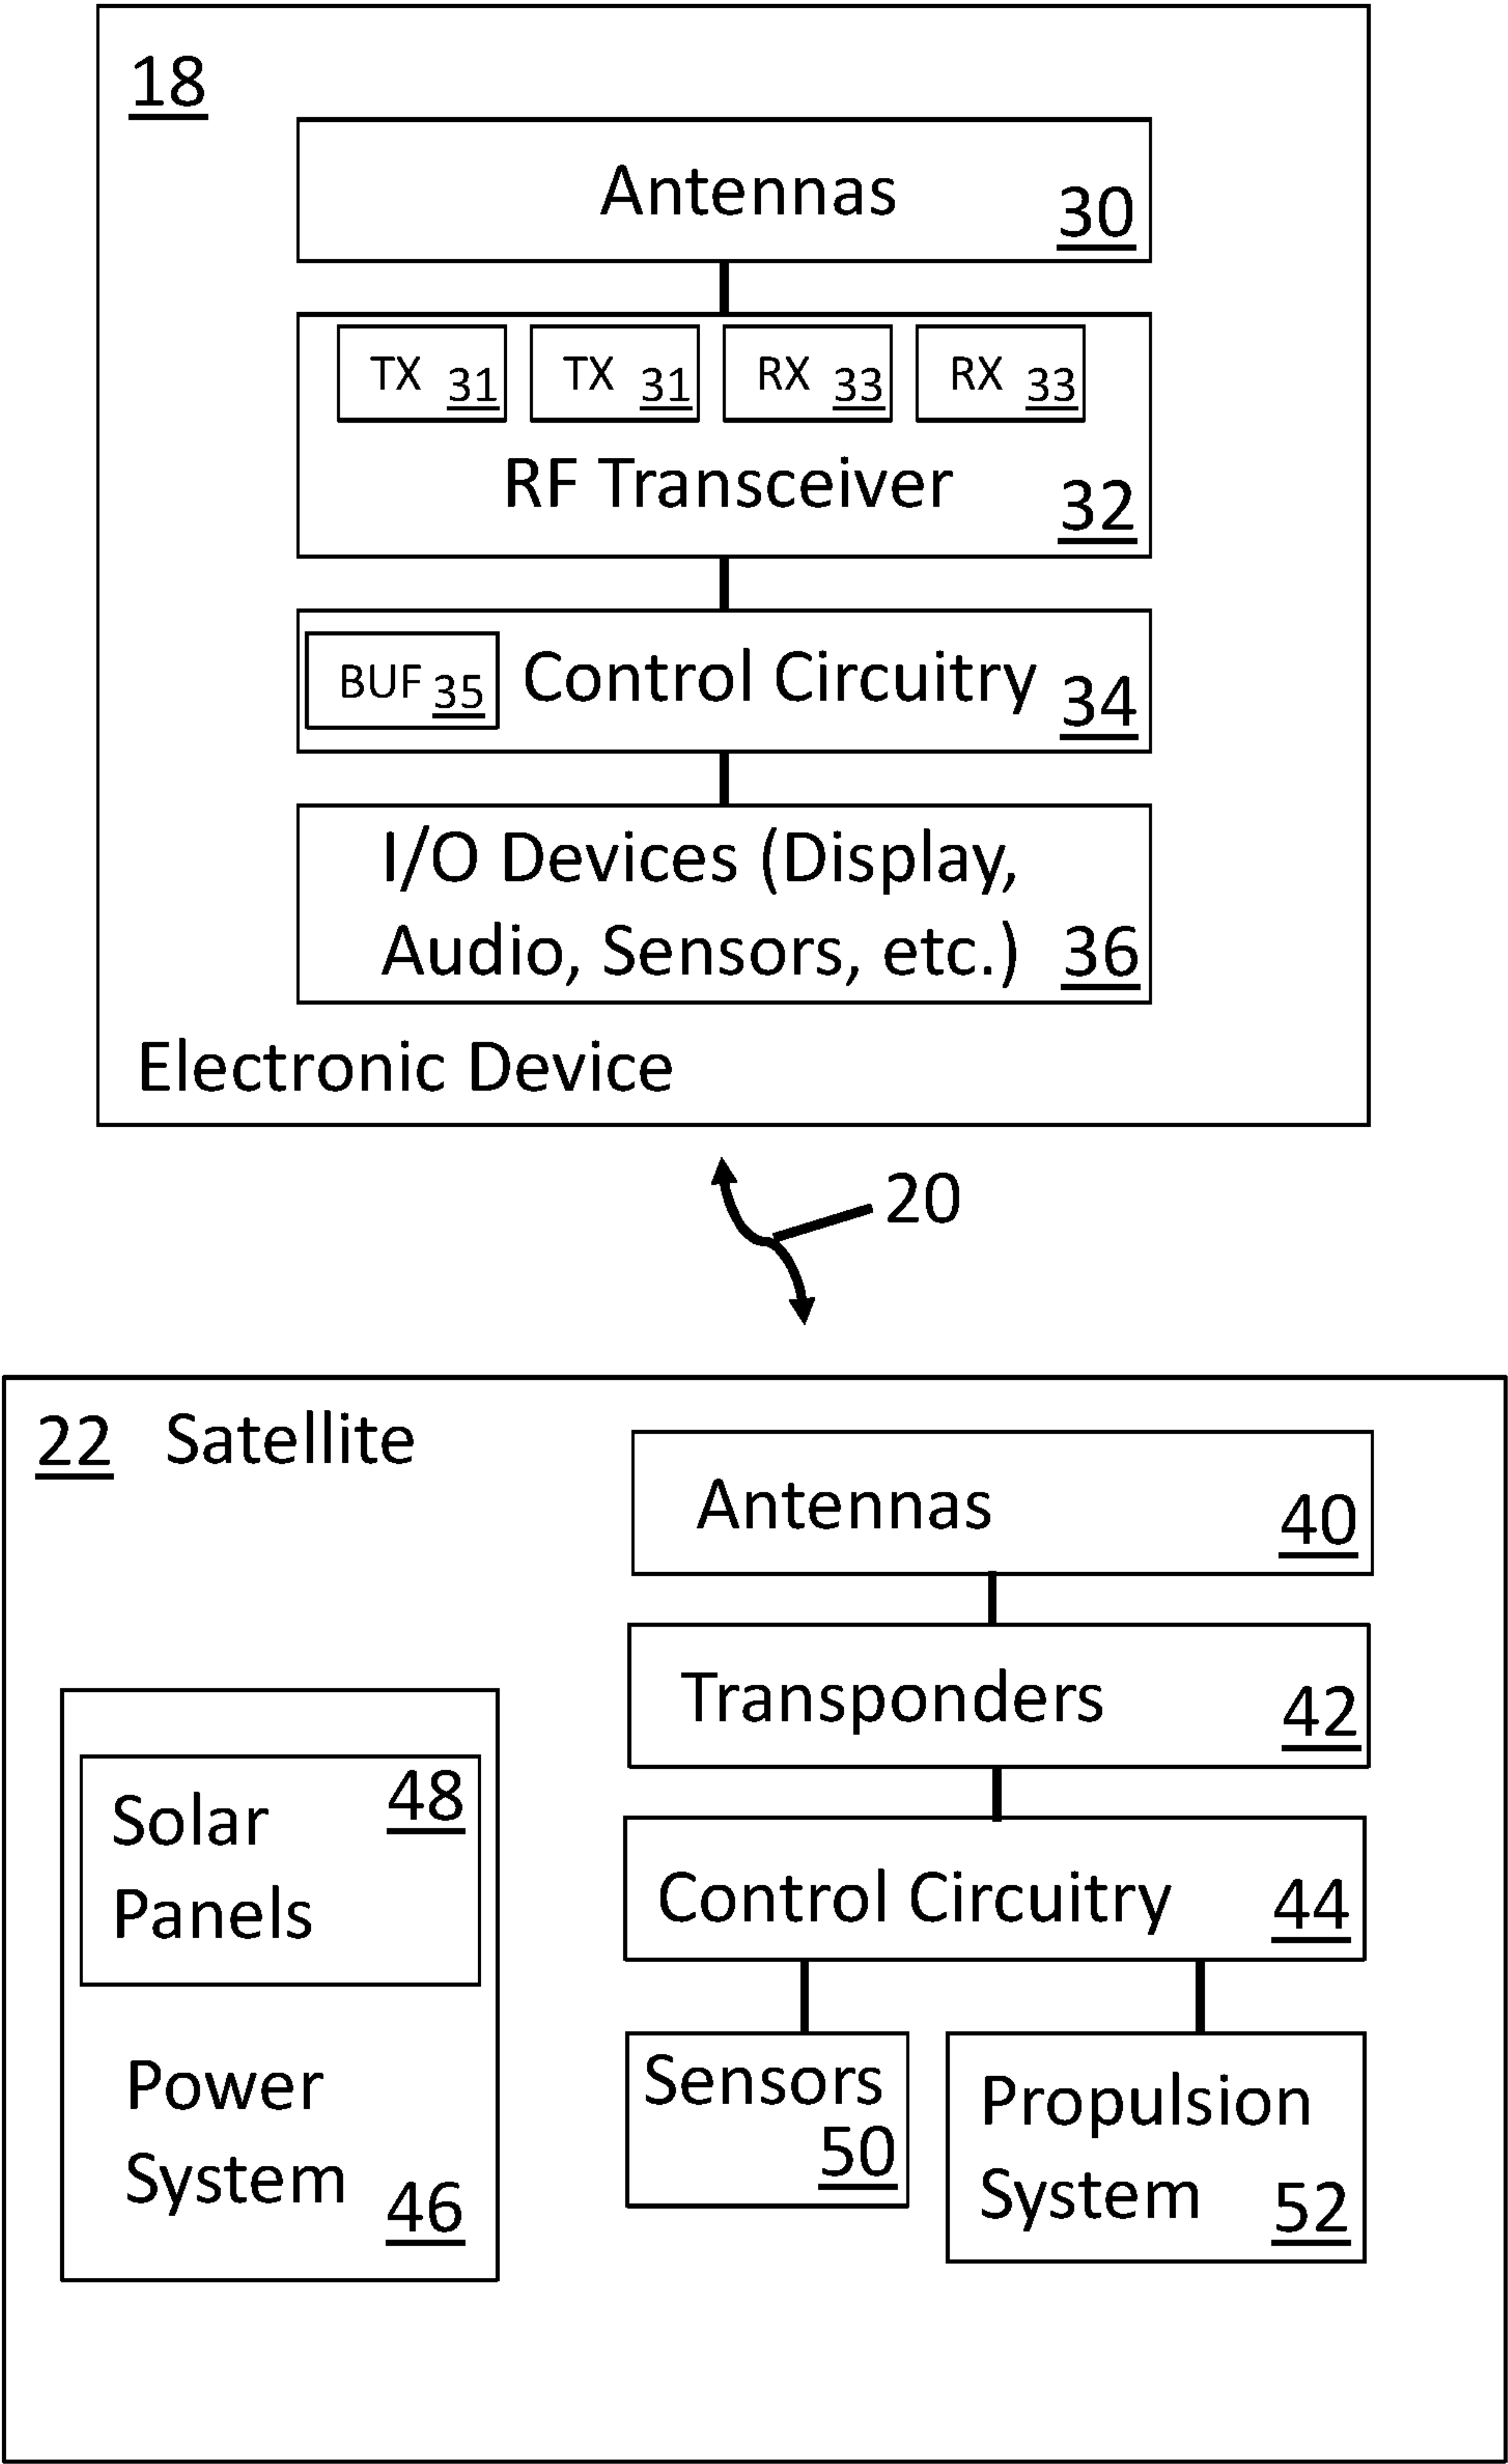 18
Antennas
30
TX 31 TX 31 RX 33 RX 33
RF Transceiver
32
BUF 35 Control Circuitry 34
I/O Devices (Display,
Audio, Sensors, etc.) 36
Electronic Device
20
22 Satellite
Antennas
40
Transponders
42
Solar
Panels
48
Control Circuitry
44
Power
System
46
Sensors
50
Propulsion
System
52